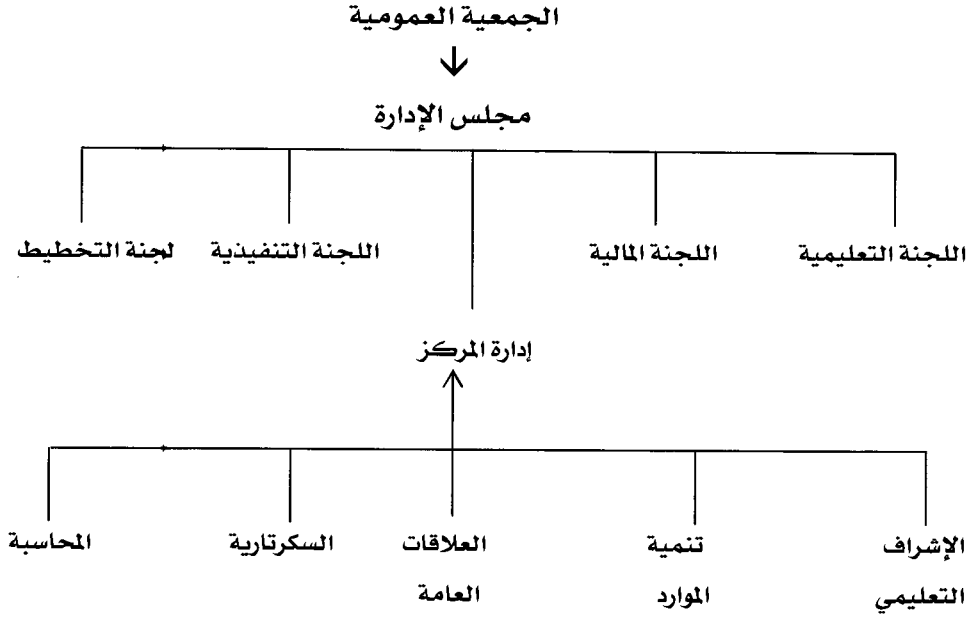 الجمعية العمومية
مجلس الإدارة
اللجنة التعليمية
اللجنة المالية
اللجنة التنفيذية
لجنة التخطيط
إدارة المركز
الإشراف
التعليمي
تنمية
الموارد
العلاقات
العامة
السكرتارية
المحاسبة